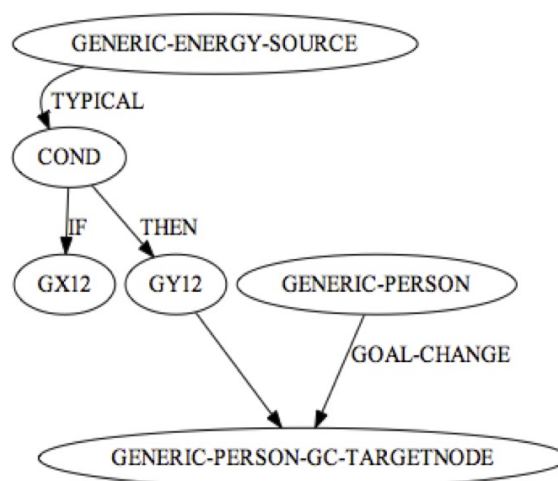 GENERIC-ENERGY-SOURCE
TYPICAL
COND
IF
THEN
GX12
GY12
GENERIC-PERSON
GOAL-CHANGE
GENERIC-PERSON-GC-TARGETNODE